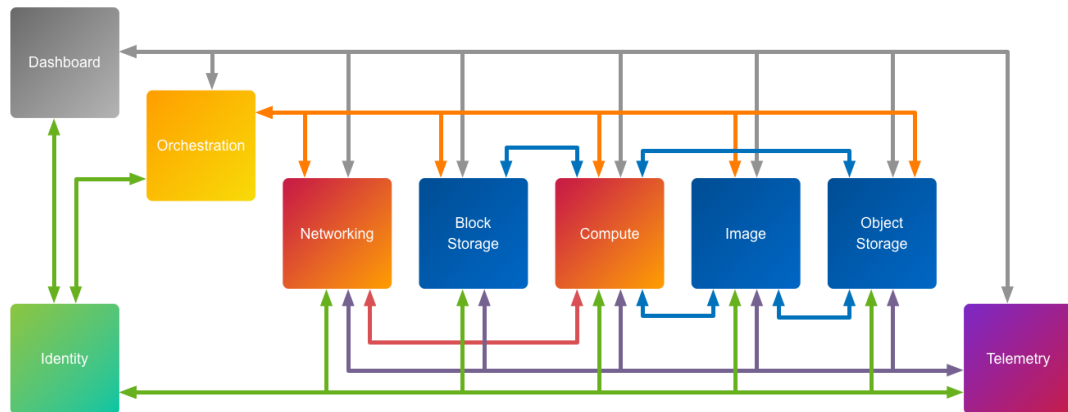 Dashboard
Orchestration
Networking
Block
Storage
Compute
Image
Object
Storage
Identity
Telemetry